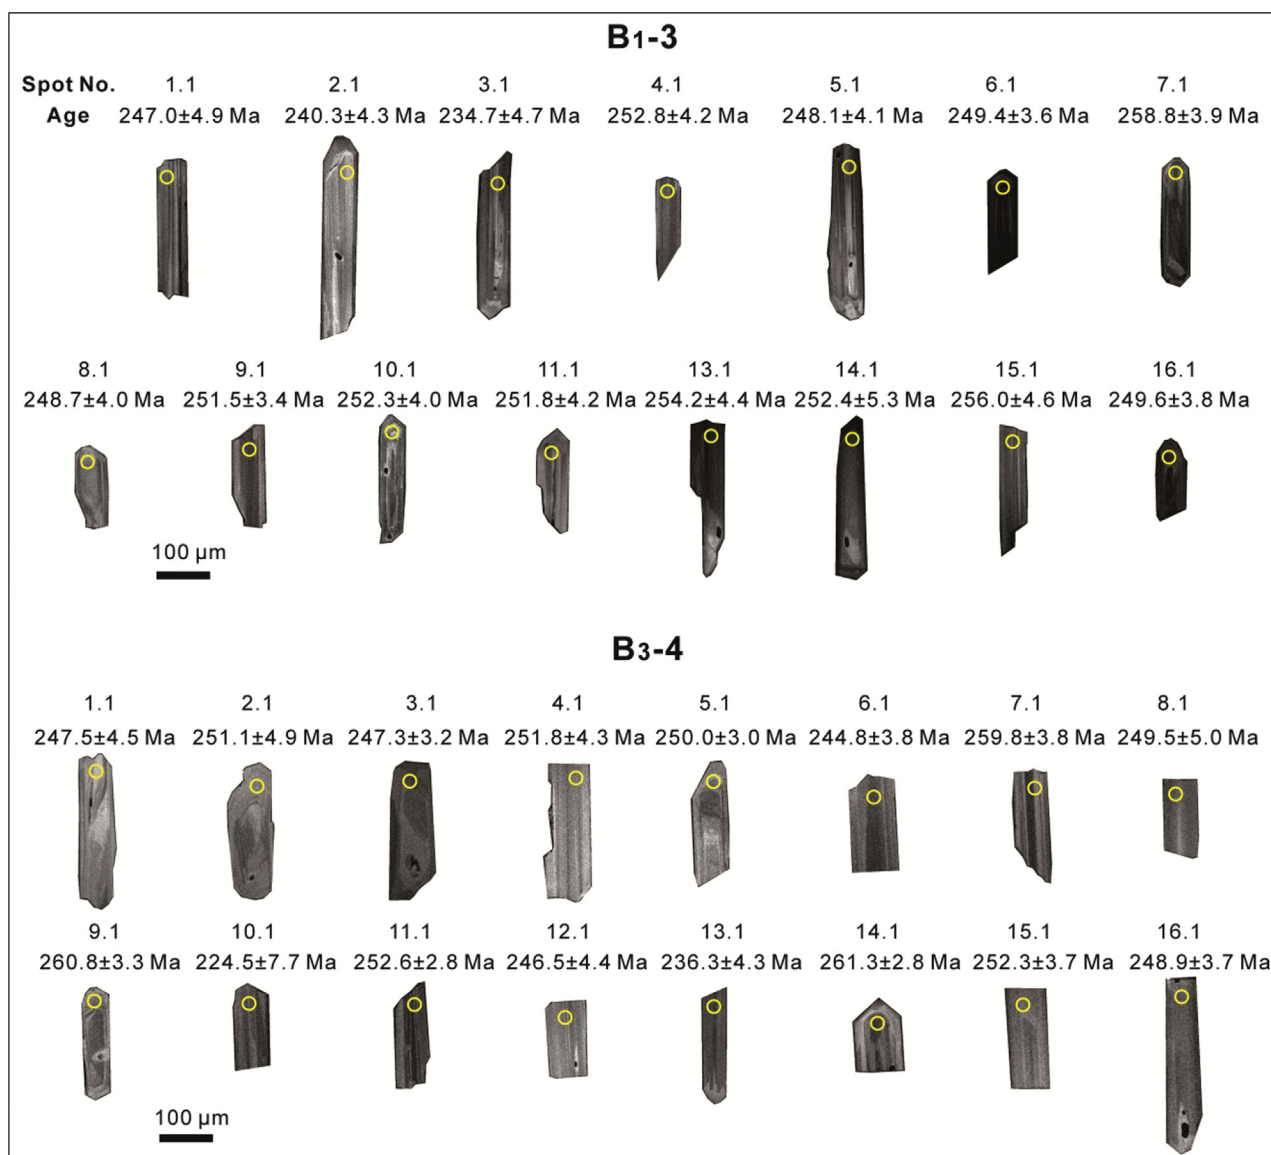 B1-3
Spot No. 1.1 2.1 3.1 4.1 5.1 6.1 7.1
Age 247.0±4.9 Ma 240.3±4.3 Ma 234.7±4.7 Ma 252.8±4.2 Ma 248.1±4.1 Ma 249.4±3.6 Ma 258.8±3.9 Ma
8.1 9.1 10.1 11.1 13.1 14.1 15.1 16.1
248.7±4.0 Ma 251.5±3.4 Ma 252.3±4.0 Ma 251.8±4.2 Ma 254.2±4.4 Ma 252.4±5.3 Ma 256.0±4.6 Ma 249.6±3.8 Ma
100 µm
B3-4
1.1 2.1 3.1 4.1 5.1 6.1 7.1 8.1
247.5±4.5 Ma 251.1±4.9 Ma 247.3±3.2 Ma 251.8±4.3 Ma 250.0±3.0 Ma 244.8±3.8 Ma 259.8±3.8 Ma 249.5±5.0 Ma
9.1 10.1 11.1 12.1 13.1 14.1 15.1 16.1
260.8±3.3 Ma 224.5±7.7 Ma 252.6±2.8 Ma 246.5±4.4 Ma 236.3±4.3 Ma 261.3±2.8 Ma 252.3±3.7 Ma 248.9±3.7 Ma
100 µm